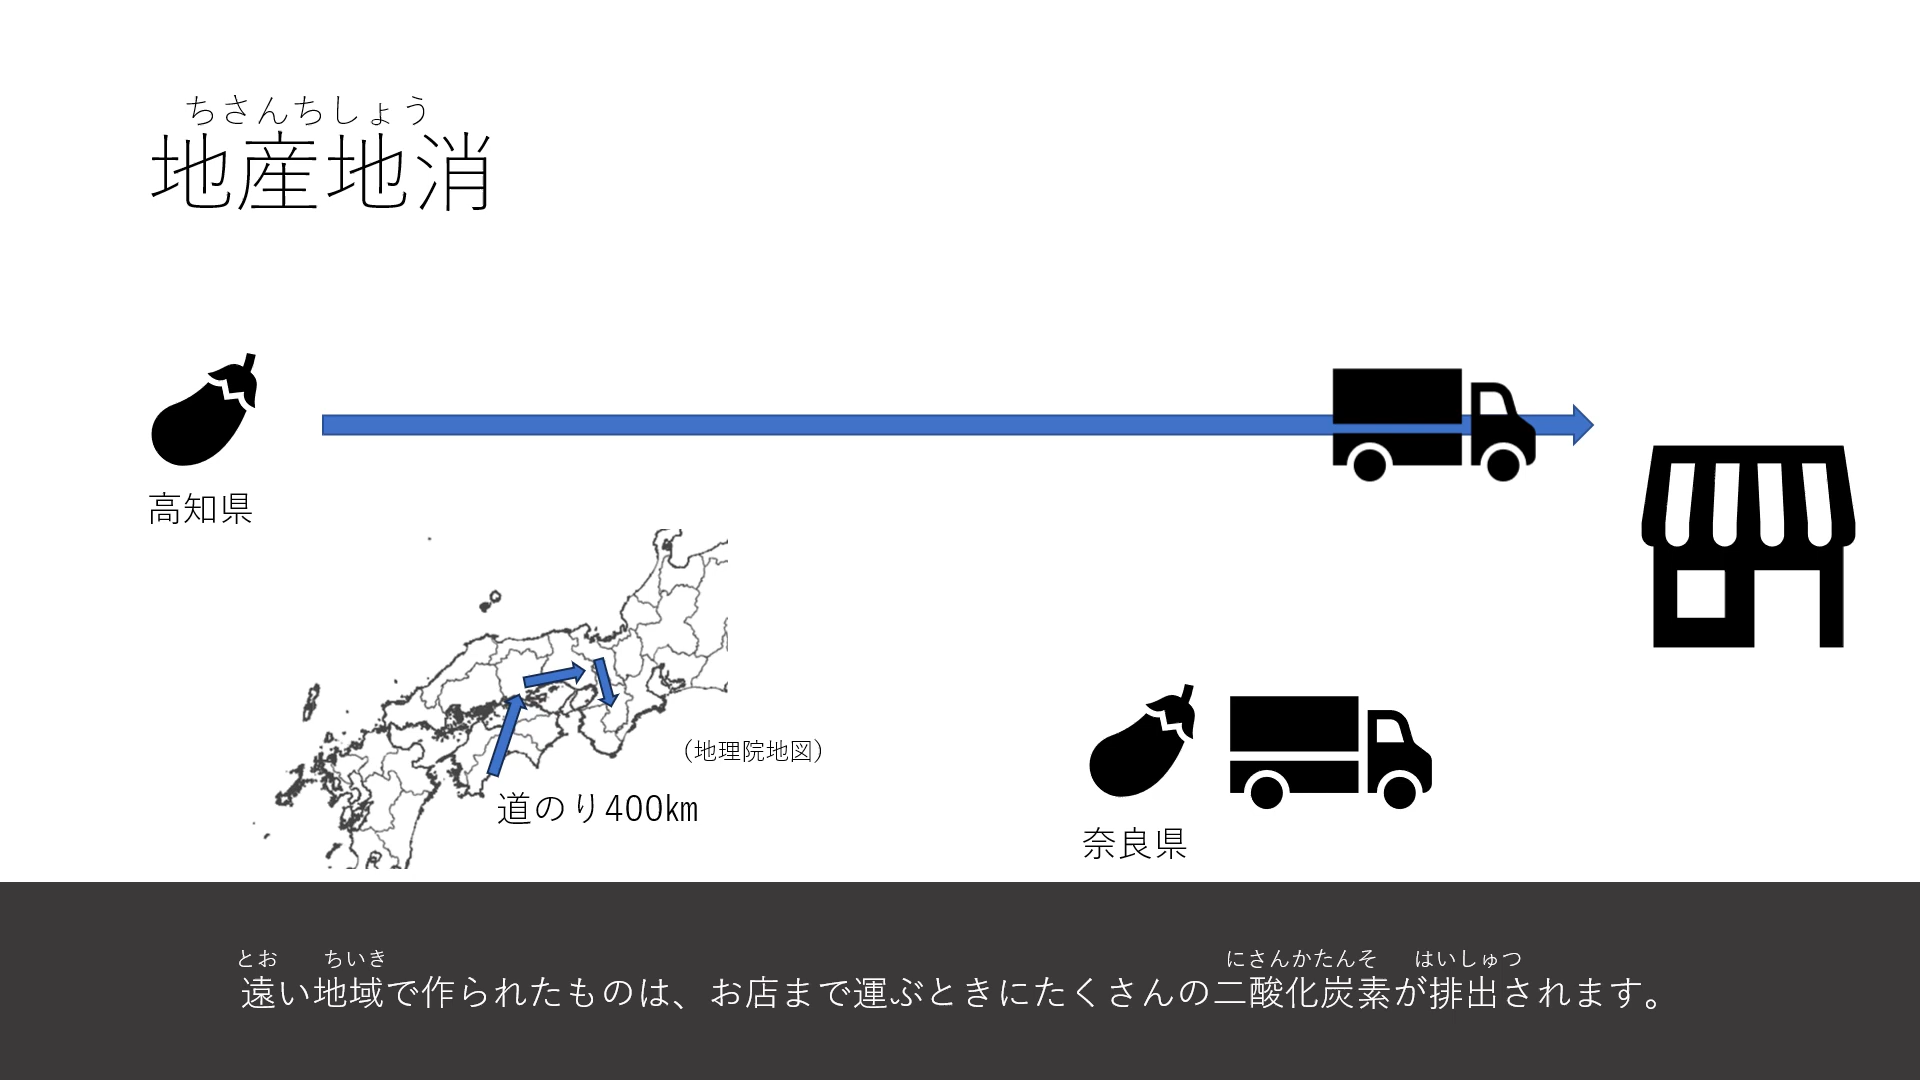 ちさんちしょう
地産地消
高知県
（地理院地図）
道のり400㎞
奈良県
とお ちいき にさんかたんそ はいしゅつ
遠い地域で作られたものは、お店まで運ぶときにたくさんの二酸化炭素が排出されます。